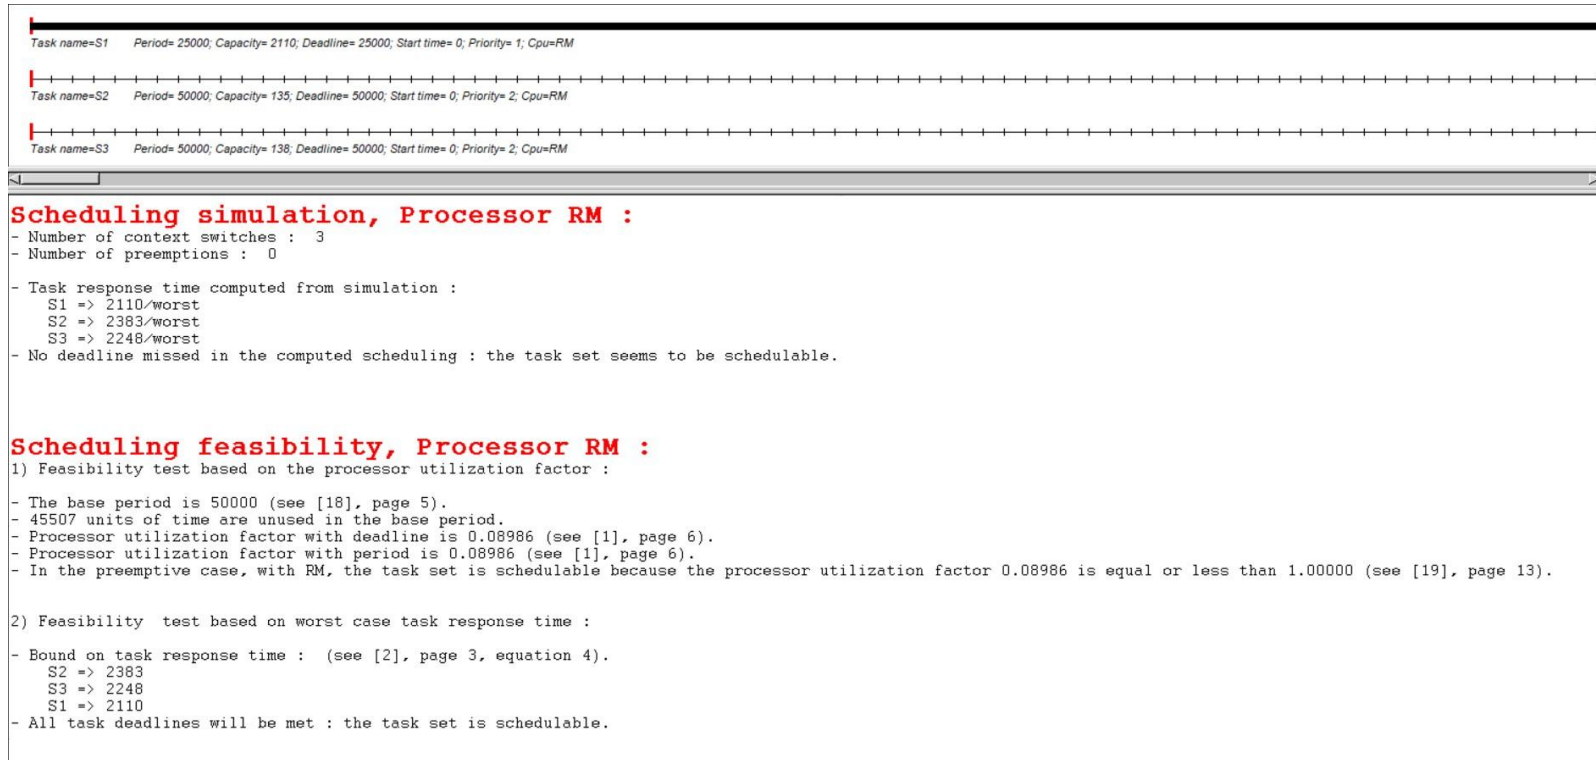 Task name=S1 Period= 25000; Capacity= 2110; Deadline= 25000; Start time= 0; Priority= 1; Cpu=RM
Task name=S2 Period= 50000; Capacity= 135; Deadline= 50000; Start time= 0; Priority= 2; Cpu=RM
Task name=S3 Period= 50000; Capacity= 138; Deadline= 50000; Start time= 0; Priority= 2; Cpu=RM
Scheduling simulation, Processor RM :
- Number of context switches : 3
- Number of preemptions : 0
- Task response time computed from simulation :
S1 => 2110/worst
S2 => 2383/worst
S3 => 2248/worst
- No deadline missed in the computed scheduling : the task set seems to be schedulable.
Scheduling feasibility, Processor RM :
1) Feasibility test based on the processor utilization factor :
- The base period is 50000 (see [18], page 5).
- 45507 units of time are unused in the base period.
- Processor utilization factor with deadline is 0.08986 (see [1], page 6).
- Processor utilization factor with period is 0.08986 (see [1], page 6).
- In the preemptive case, with RM, the task set is schedulable because the processor utilization factor 0.08986 is equal or less than 1.00000 (see [19], page 13).
2) Feasibility test based on worst case task response time :
- Bound on task response time : (see [2], page 3, equation 4).
S2 => 2383
S3 => 2248
S1 => 2110
- All task deadlines will be met : the task set is schedulable.